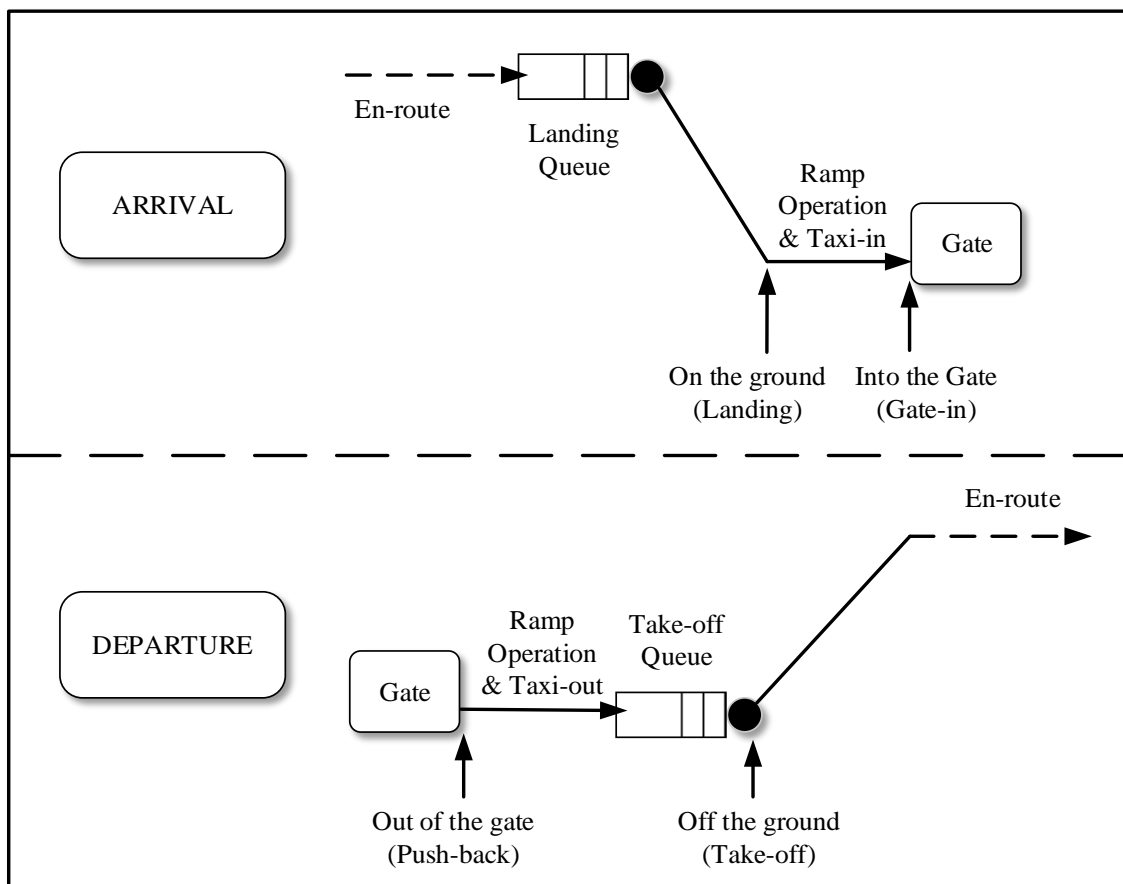 En-route
Landing
Queue
ARRIVAL
Ramp
Operation
& Taxi-in
Gate
On the ground
(Landing)
Into the Gate
(Gate-in)
En-route
DEPARTURE
Gate
Ramp
Operation
& Taxi-out
Take-off
Queue
Out of the gate
(Push-back)
Off the ground
(Take-off)